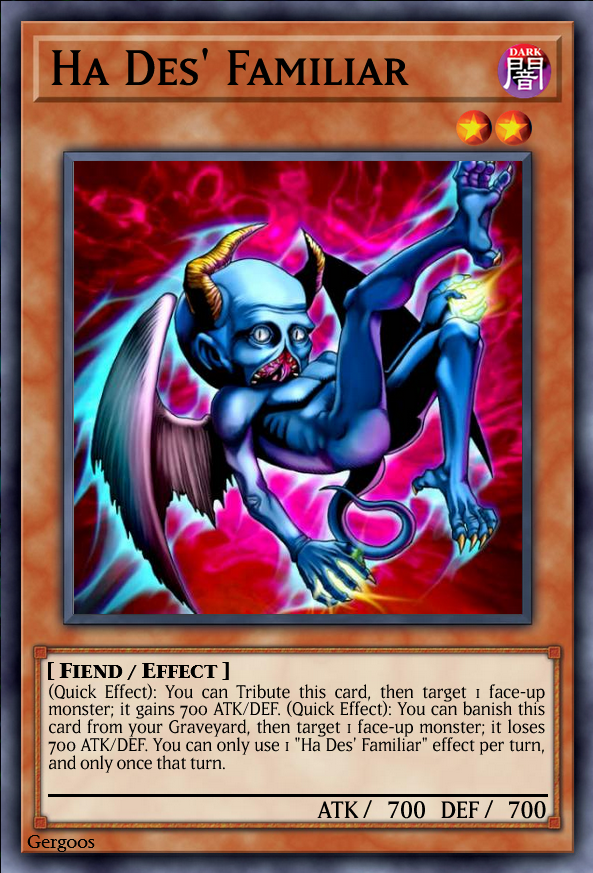 Ha Des' Familiar
DARK
闇
[ Fiend / Effect ]
(Quick Effect): You can Tribute this card, then target 1 face-up
monster; it gains 700 ATK/DEF. (Quick Effect): You can banish this
card from your Graveyard, then target 1 face-up monster; it loses
700 ATK/DEF. You can only use 1 "Ha Des' Familiar" effect per turn,
and only once that turn.
ATK / 700 DEF / 700
Gergoos